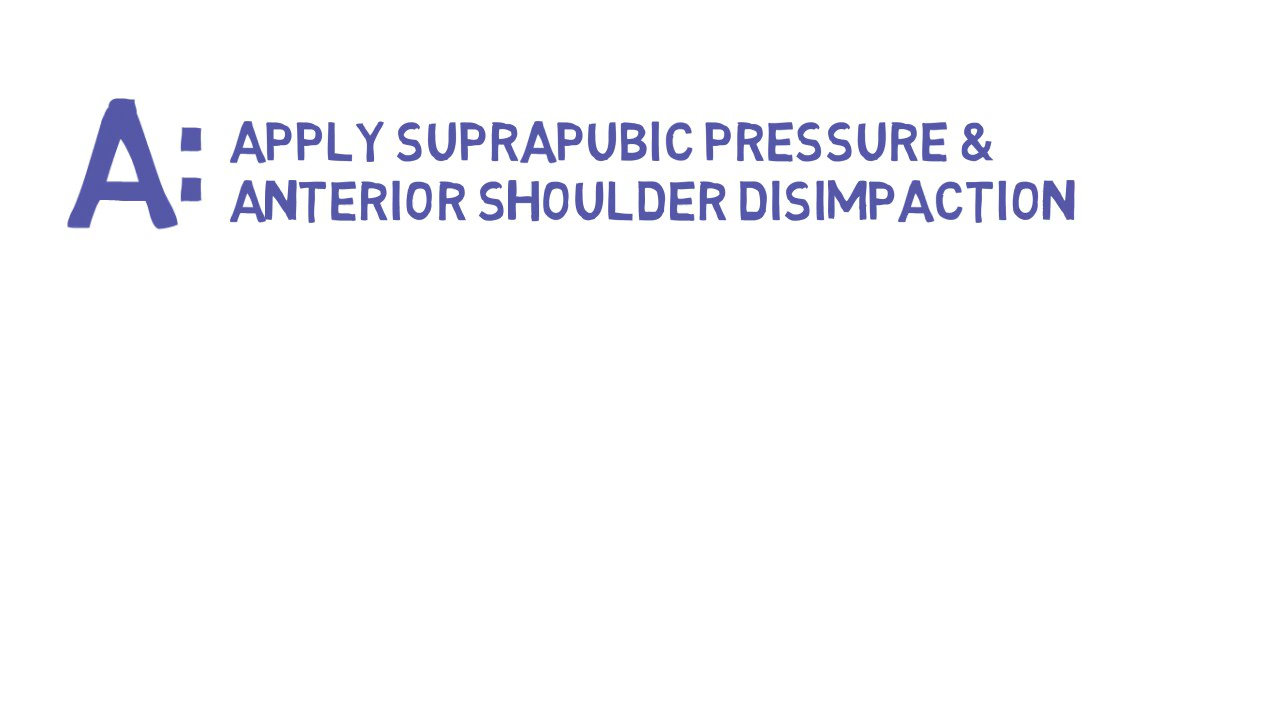 A: APPLY SUPRAPUBIC PRESSURE &
ANTERIOR SHOULDER DISIMPACTION